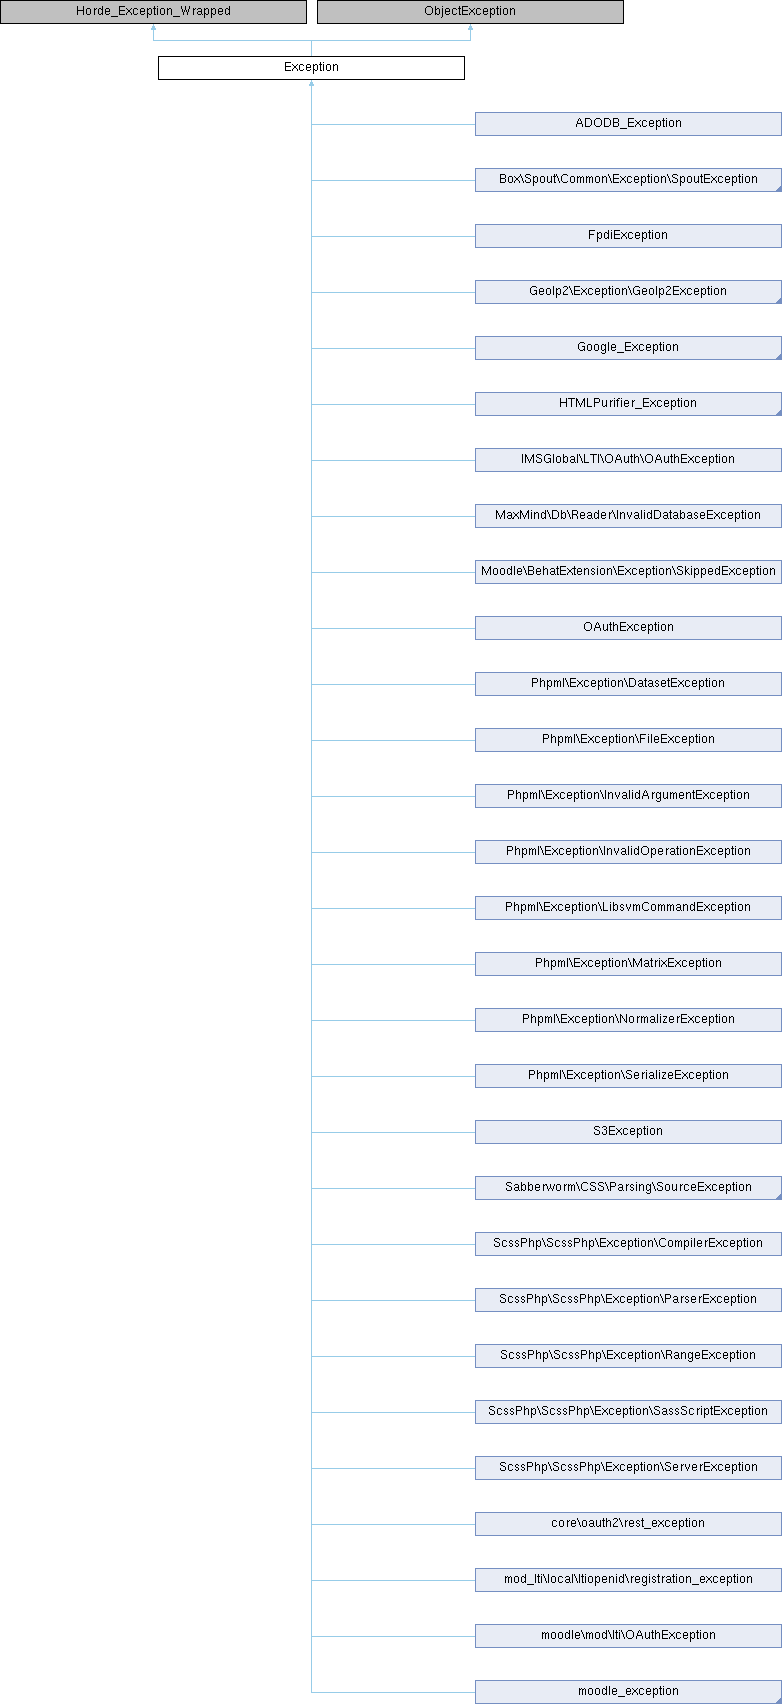 Horde_Exception_Wrapped
ObjectException
Exception
ADODB_Exception
Box\Spout\Common\Exception\SpoutException
FpdiException
GeoIp2\Exception\GeoIp2Exception
Google_Exception
HTMLPurifier_Exception
IMSGlobal\LTI\OAuth\OAuthException
MaxMind\Db\Reader\InvalidDatabaseException
Moodle\BehatExtension\Exception\SkippedException
OAuthException
Phpml\Exception\DatasetException
Phpml\Exception\FileException
Phpml\Exception\InvalidArgumentException
Phpml\Exception\InvalidOperationException
Phpml\Exception\LibsvmCommandException
Phpml\Exception\MatrixException
Phpml\Exception\NormalizerException
Phpml\Exception\SerializeException
S3Exception
Sabberworm\CSS\Parsing\SourceException
ScssPhp\ScssPhp\Exception\CompilerException
ScssPhp\ScssPhp\Exception\ParserException
ScssPhp\ScssPhp\Exception\RangeException
ScssPhp\ScssPhp\Exception\SassScriptException
ScssPhp\ScssPhp\Exception\ServerException
core\oauth2\rest_exception
mod_lti\local\ltiopenid\registration_exception
moodle\mod\lti\OAuthException
moodle_exception